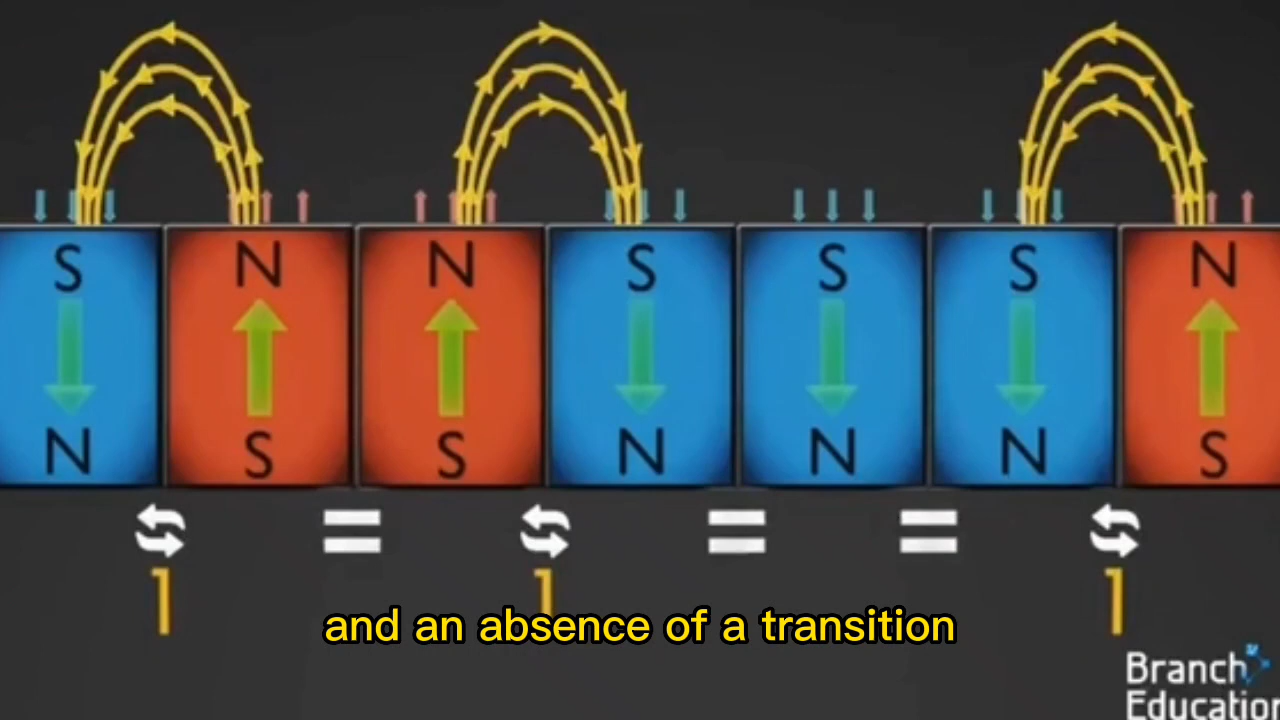 S N N S S S N
N S S N N N S
= = =
1 1 1
and an absence of a transition
Branch
Education